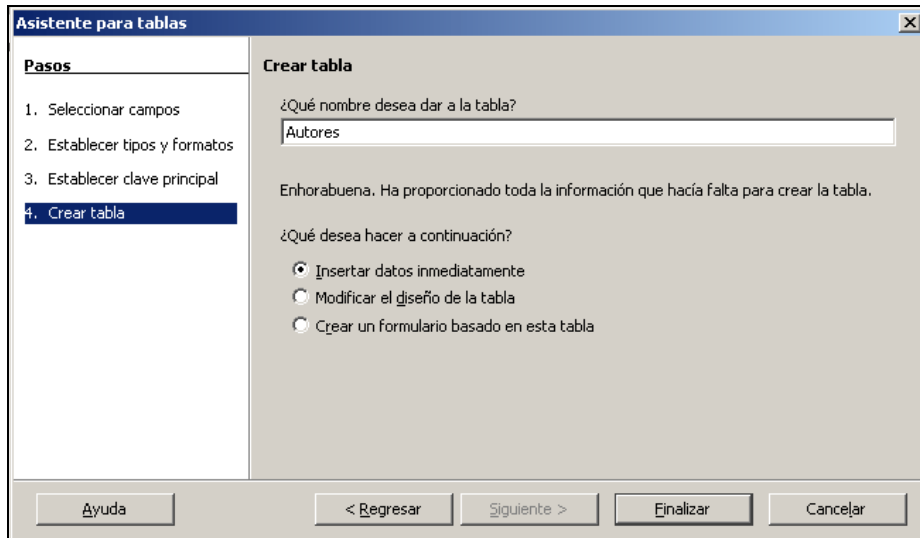 Asistente para tablas
Pasos
1. Seleccionar campos
2. Establecer tipos y formatos
3. Establecer clave principal
4. Crear tabla
Crear tabla
¿Qué nombre desea dar a la tabla?
Autores
Enhorabuena. Ha proporcionado toda la información que hacía falta para crear la tabla.
¿Qué desea hacer a continuación?
Insertar datos inmediatamente
Modificar el diseño de la tabla
Crear un formulario basado en esta tabla
Ayuda
< Regresar
Siguiente >
Finalizar
Cancelar